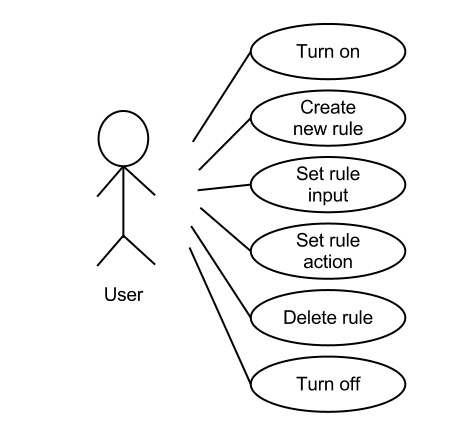 Turn on
Create
new rule
Set rule
input
Set rule
action
User
Delete rule
Turn off